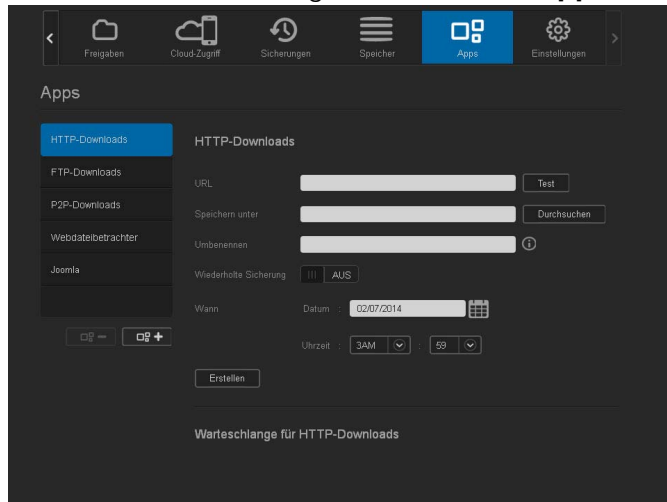 Freigaben Cloud-Zugriff Sicherungen Speicher Apps Einstellungen
Apps
HTTP-Downloads
FTP-Downloads
P2P-Downloads
Webdateibetrachter
Joomla
HTTP-Downloads
URL Test
Speichern unter Durchsuchen
Umbenennen
Wiederholte Sicherung AUS
Wann Datum : 02/07/2014
Uhrzeit : 3AM : 59
Erstellen
Warteschlange für HTTP-Downloads